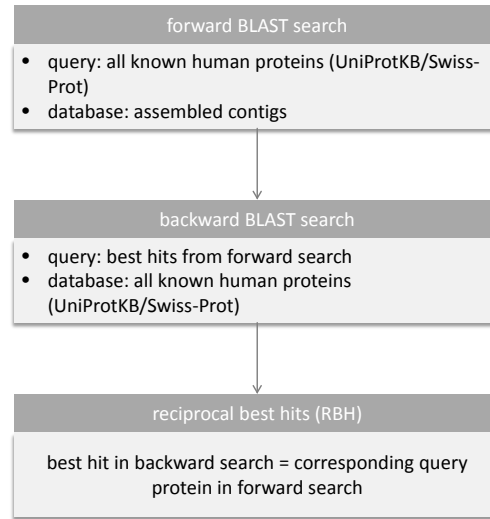 forward BLAST search
• query: all known human proteins (UniProtKB/Swiss-
Prot)
• database: assembled contigs
backward BLAST search
• query: best hits from forward search
• database: all known human proteins
(UniProtKB/Swiss-Prot)
reciprocal best hits (RBH)
best hit in backward search = corresponding query
protein in forward search